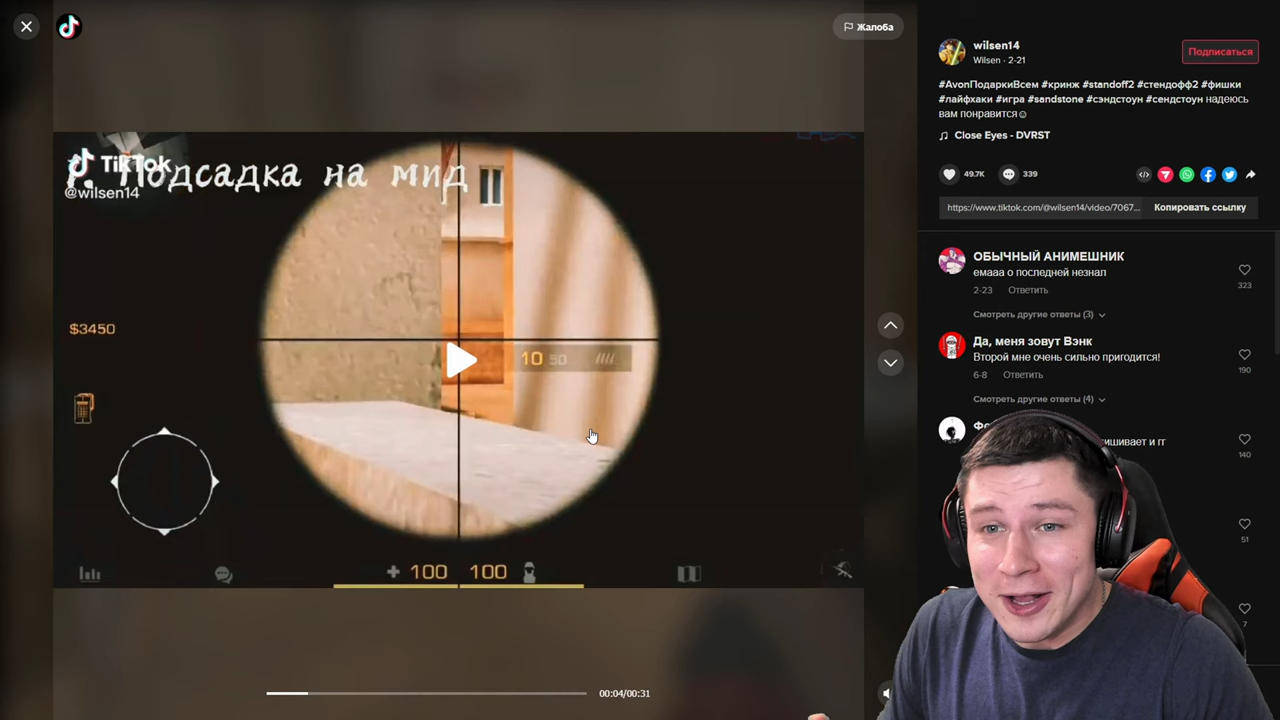 Жалоба
TikTok
@wilsen14
Подсадка на мид
$3450
10 50
100
100
00:04/00:31
wilsen14
Wilsen · 2-21
Подписаться
#AvonПодаркиВсем #кринж #standoff2 #стендофф2 #фишки
#лайфхаки #игра #sandstone #сэндстоун #сендстоун надеюсь
вам понравится☺
Close Eyes - DVRST
49.7K
339
https://www.tiktok.com/@wilsen14/video/7067...
Копировать ссылку
ОБЫЧНЫЙ АНИМЕШНИК
емааа о последней незнал
2-23 Ответить
323
Смотреть другие ответы (3)
Да, меня зовут Вэнк
Второй мне очень сильно пригодится!
6-8 Ответить
190
Смотреть другие ответы (4)
140
51
7